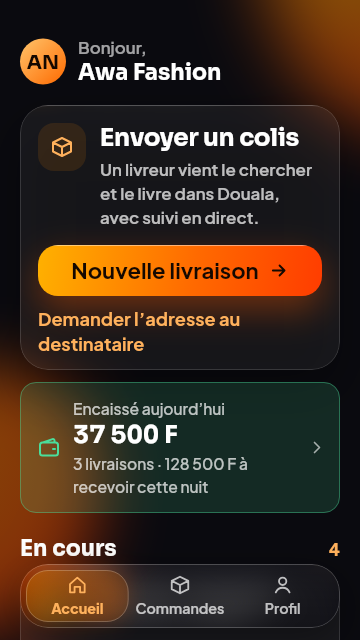 AN
Bonjour,
Awa Fashion
Envoyer un colis
Un livreur vient le chercher
et le livre dans Douala,
avec suivi en direct.
Nouvelle livraison →
Demander l’adresse au
destinataire
Encaissé aujourd’hui
37 500 F
3 livraisons · 128 500 F à
recevoir cette nuit
En cours 4
Accueil Commandes Profil